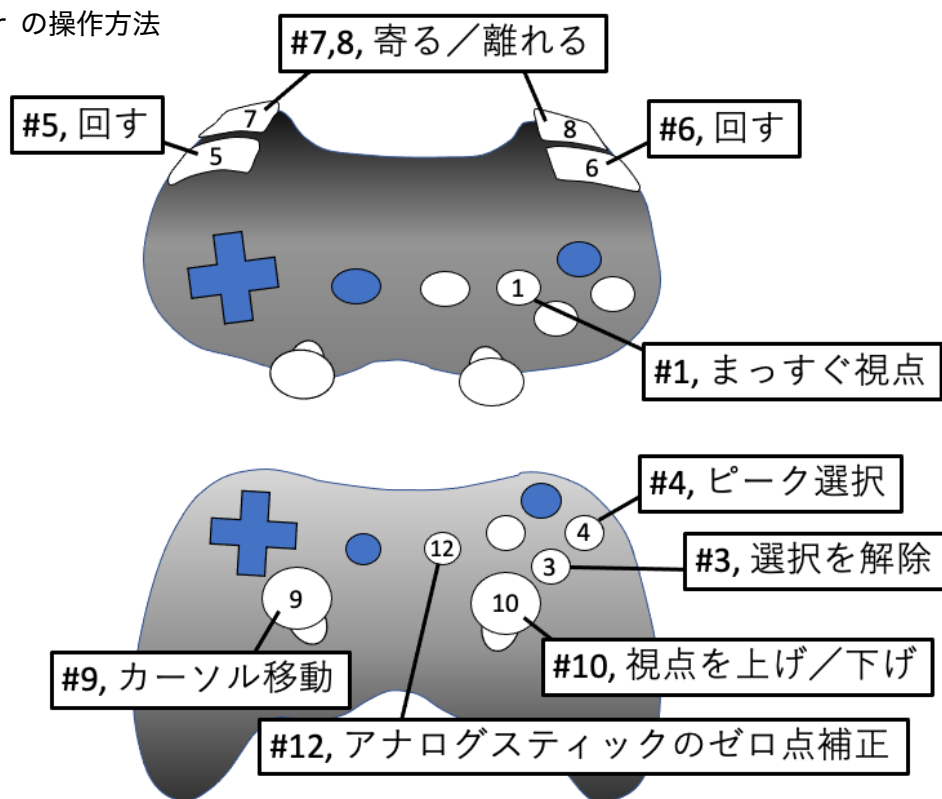 の操作方法
#7,8, 寄る／離れる
#5, 回す
7
8
#6, 回す
5
6
1
#1, まっすぐ視点
#4, ピーク選択
4
12
3
#3, 選択を解除
9
10
#10, 視点を上げ／下げ
#9, カーソル移動
#12, アナログスティックのゼロ点補正